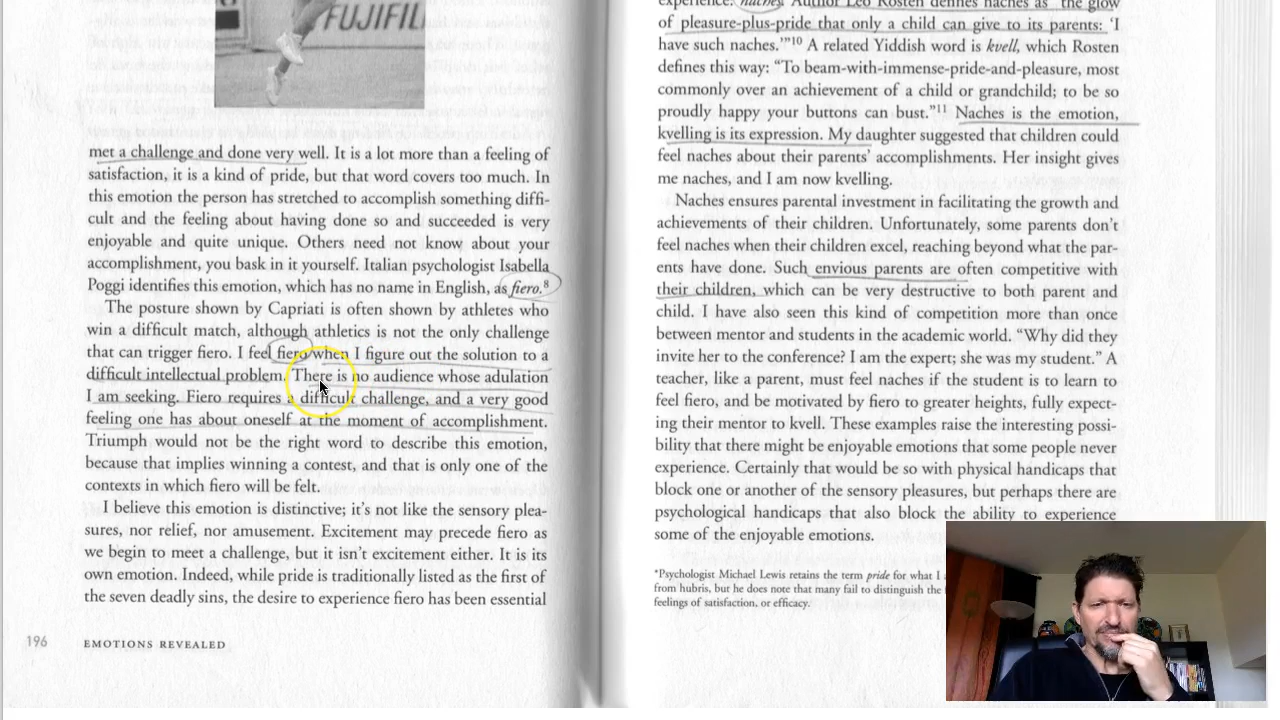 FUJIFIL
met a challenge and done very well. It is a lot more than a feeling of
satisfaction, it is a kind of pride, but that word covers too much. In
this emotion the person has stretched to accomplish something diffi-
cult and the feeling about having done so and succeeded is very
enjoyable and quite unique. Others need not know about your
accomplishment, you bask in it yourself. Italian psychologist Isabella
Poggi identifies this emotion, which has no name in English, as fiero.⁸
The posture shown by Capriati is often shown by athletes who
win a difficult match, although athletics is not the only challenge
that can trigger fiero. I feel fiero when I figure out the solution to a
difficult intellectual problem. There is no audience whose adulation
I am seeking. Fiero requires a difficult challenge, and a very good
feeling one has about oneself at the moment of accomplishment.
Triumph would not be the right word to describe this emotion,
because that implies winning a contest, and that is only one of the
contexts in which fiero will be felt.
I believe this emotion is distinctive; it's not like the sensory plea-
sures, nor relief, nor amusement. Excitement may precede fiero as
we begin to meet a challenge, but it isn't excitement either. It is its
own emotion. Indeed, while pride is traditionally listed as the first of
the seven deadly sins, the desire to experience fiero has been essential
196 EMOTIONS REVEALED
experience: naches. Author Leo Rosten defines naches as "the glow
of pleasure-plus-pride that only a child can give to its parents: 'I
have such naches.'"¹⁰ A related Yiddish word is kvell, which Rosten
defines this way: "To beam-with-immense-pride-and-pleasure, most
commonly over an achievement of a child or grandchild; to be so
proudly happy your buttons can bust."¹¹ Naches is the emotion,
kvelling is its expression. My daughter suggested that children could
feel naches about their parents' accomplishments. Her insight gives
me naches, and I am now kvelling.
Naches ensures parental investment in facilitating the growth and
achievements of their children. Unfortunately, some parents don't
feel naches when their children excel, reaching beyond what the par-
ents have done. Such envious parents are often competitive with
their children, which can be very destructive to both parent and
child. I have also seen this kind of competition more than once
between mentor and students in the academic world. "Why did they
invite her to the conference? I am the expert; she was my student." A
teacher, like a parent, must feel naches if the student is to learn to
feel fiero, and be motivated by fiero to greater heights, fully expect-
ing their mentor to kvell. These examples raise the interesting possi-
bility that there might be enjoyable emotions that some people never
experience. Certainly that would be so with physical handicaps that
block one or another of the sensory pleasures, but perhaps there are
psychological handicaps that also block the ability to experience
some of the enjoyable emotions.
*Psychologist Michael Lewis retains the term pride for what I
from hubris, but he does note that many fail to distinguish the
feelings of satisfaction, or efficacy.